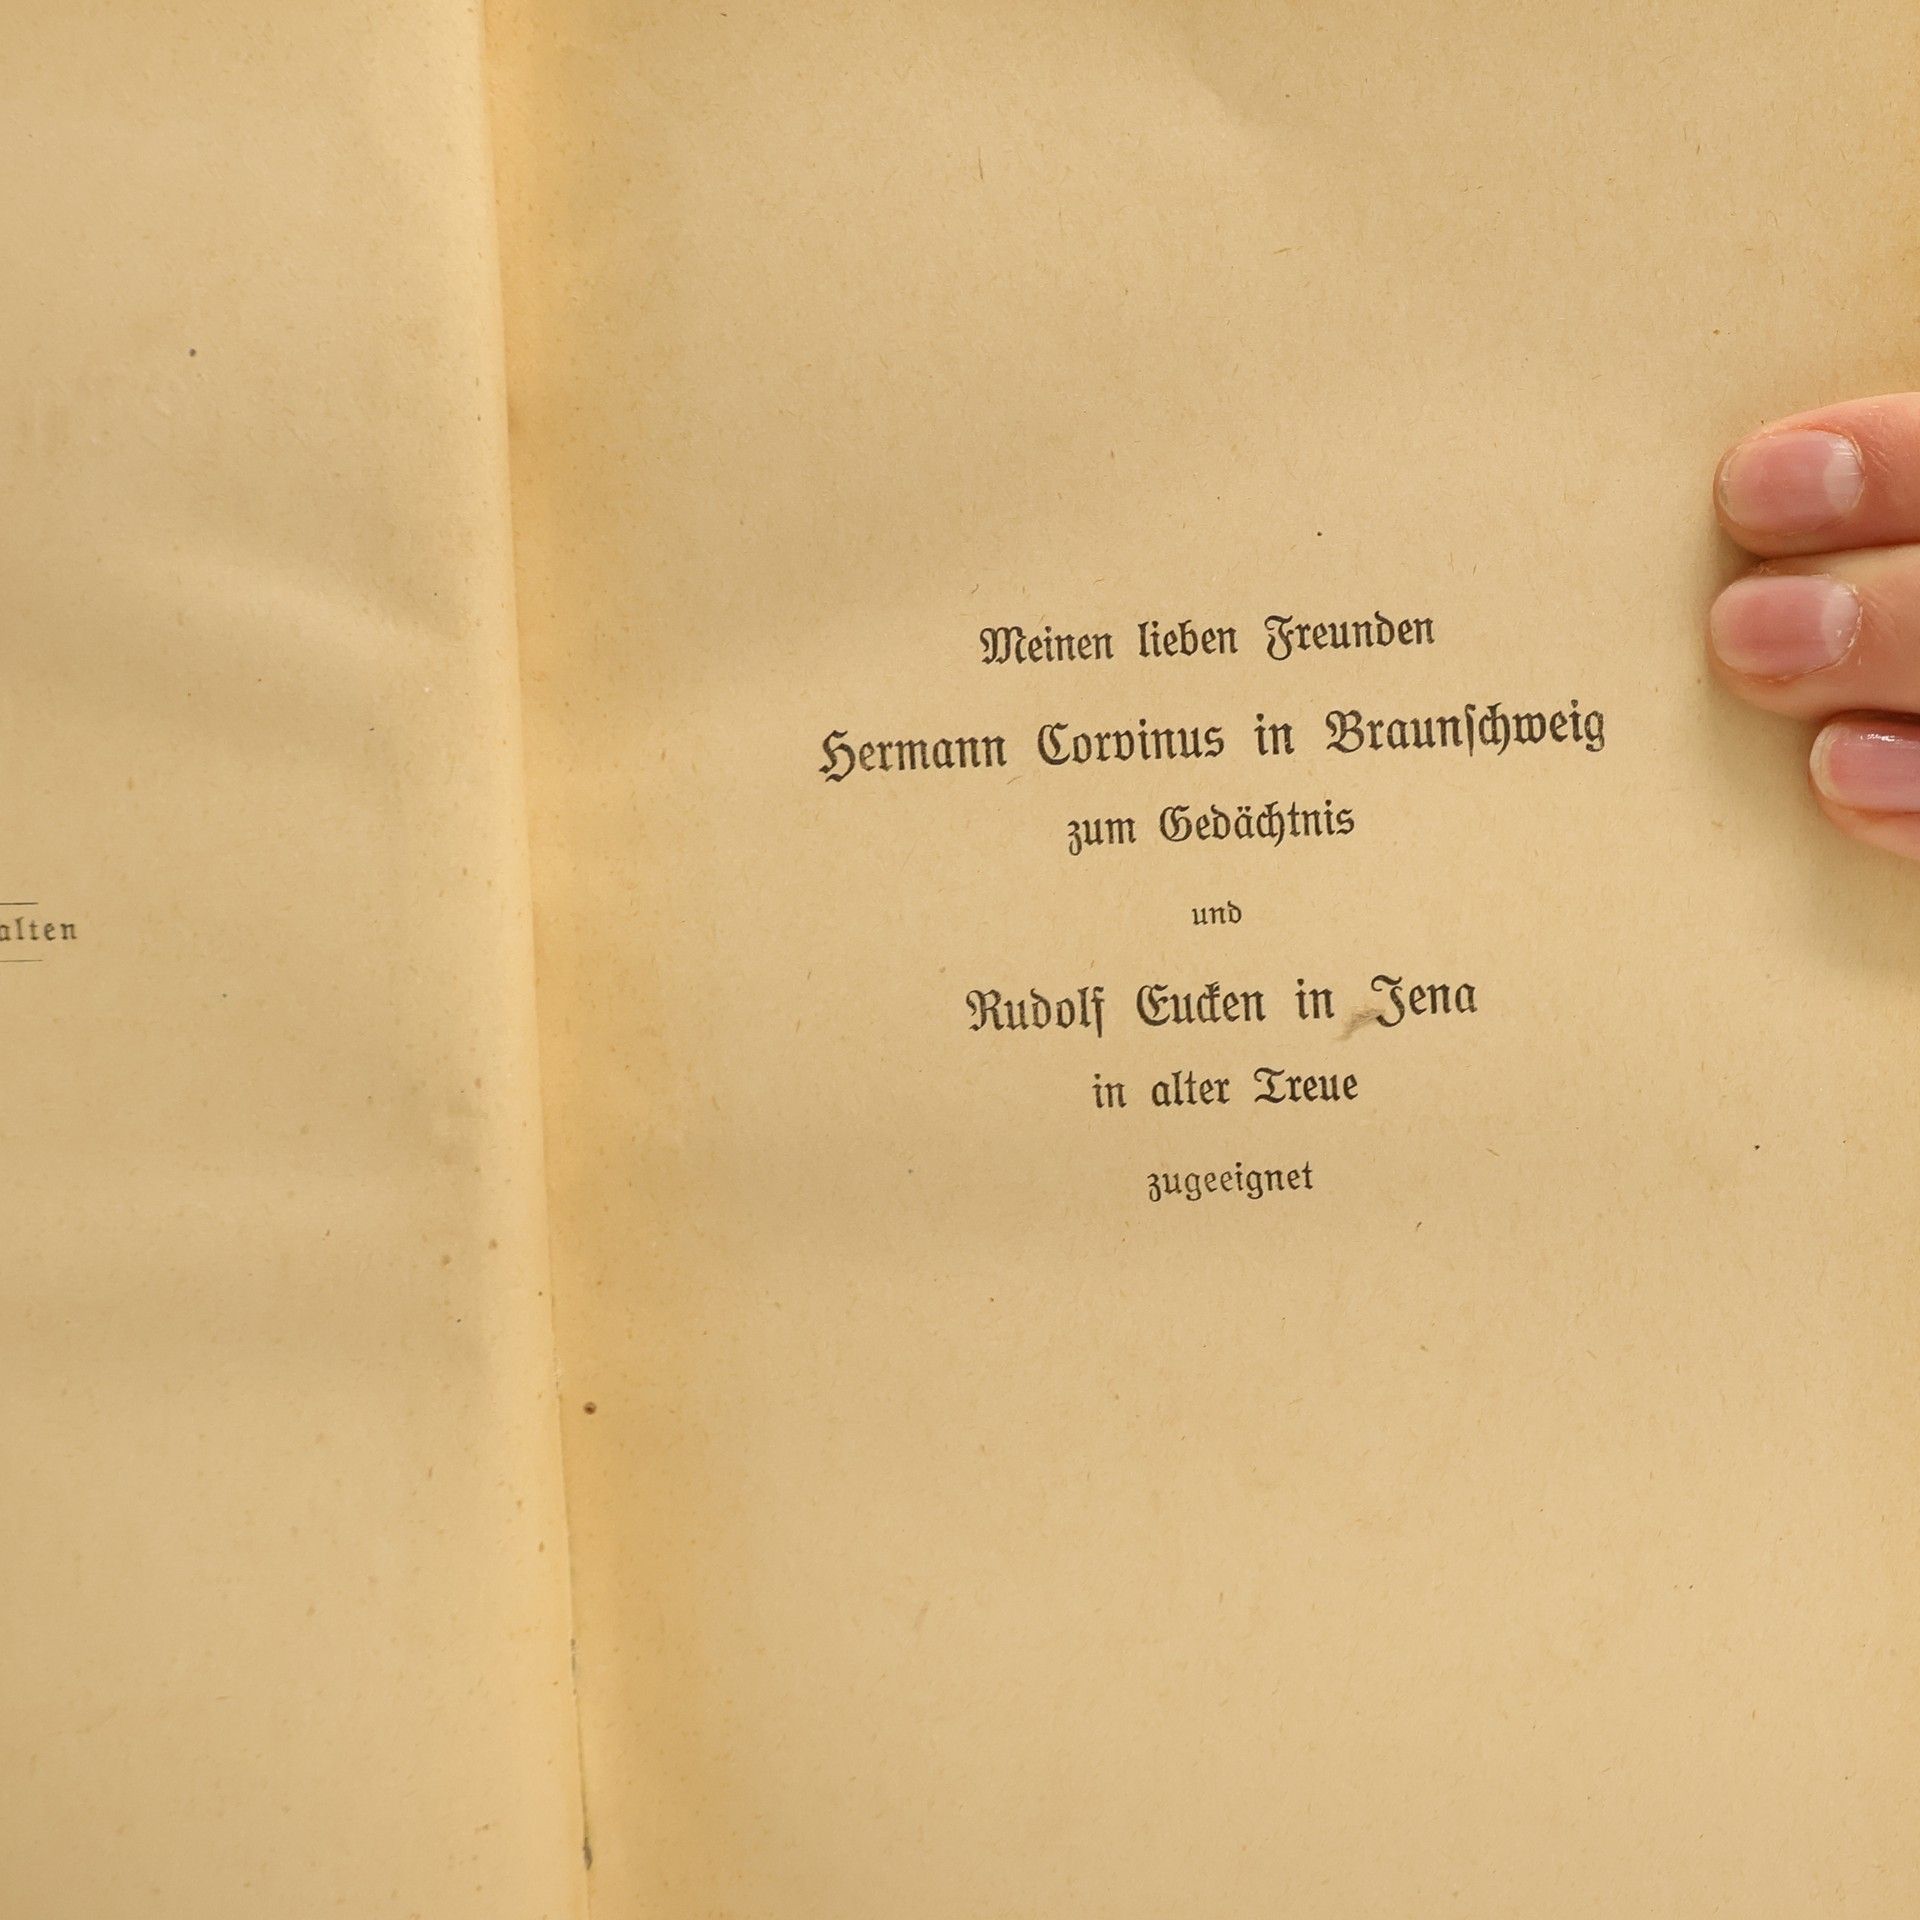 alten
Meinen lieben Freunden
Hermann Corvinus in Braunſchweig
zum Gedächtnis
und
Rudolf Eucken in Jena
in alter Treue
zugeeignet